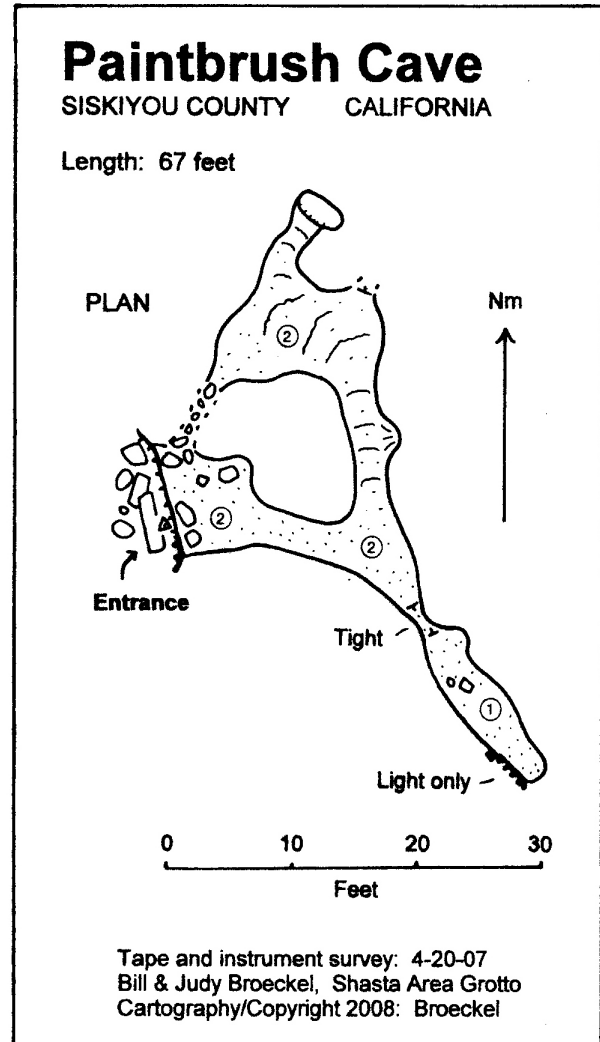 Paintbrush Cave
SISKIYOU COUNTY CALIFORNIA
Length: 67 feet
PLAN
Nm
2
2
2
Entrance
Tight
1
Light only
0 10 20 30
Feet
Tape and instrument survey: 4-20-07
Bill & Judy Broeckel, Shasta Area Grotto
Cartography/Copyright 2008: Broeckel